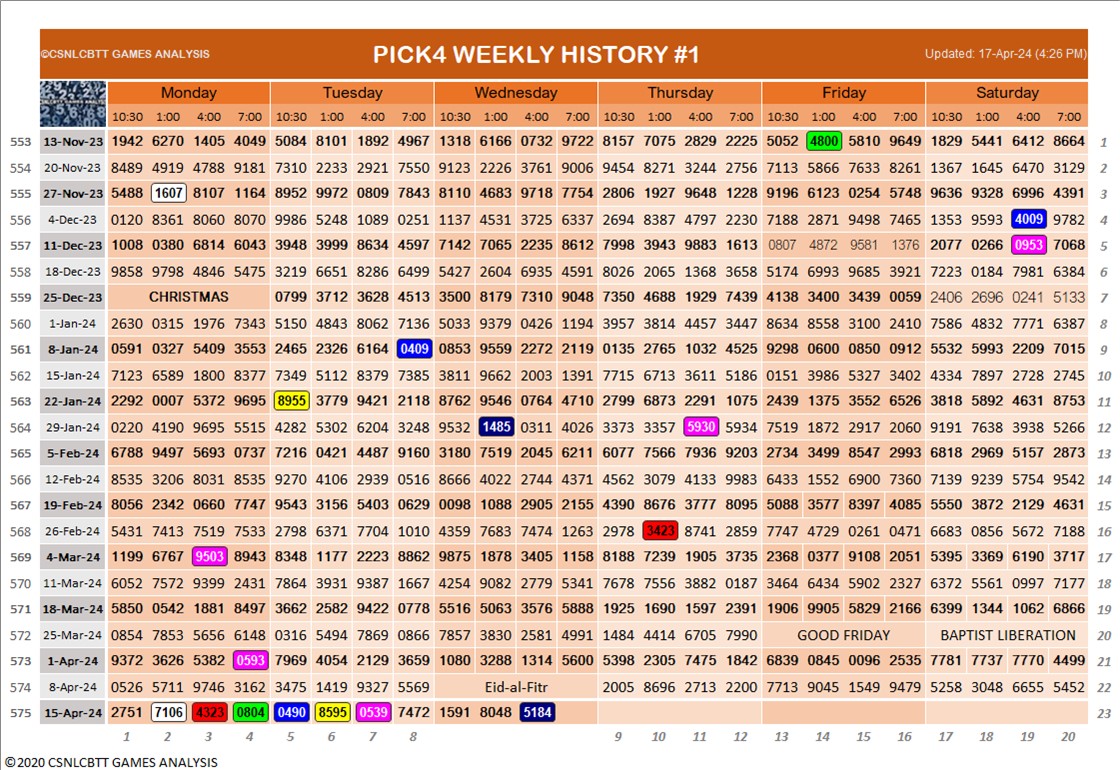 ©CSNLCBTT GAMES ANALYSIS PICK4 WEEKLY HISTORY #1 Updated: 17-Apr-24 (4:26 PM)
Monday Tuesday Wednesday Thursday Friday Saturday
10:30 1:00 4:00 7:00 10:30 1:00 4:00 7:00 10:30 1:00 4:00 7:00 10:30 1:00 4:00 7:00 10:30 1:00 4:00 7:00 10:30 1:00 4:00 7:00
553 13-Nov-23 1942 6270 1405 4049 5084 8101 1892 4967 1318 6166 0732 9722 8157 7075 2829 2225 5052 4800 5810 9649 1829 5441 6412 8664 1
554 20-Nov-23 8489 4919 4788 9181 7310 2233 2921 7550 9123 2226 3761 9006 9454 8271 3244 2756 7113 5866 7633 8261 1367 1645 6470 3129 2
555 27-Nov-23 5488 1607 8107 1164 8952 9972 0809 7843 8110 4683 9718 7754 2806 1927 9648 1228 9196 6123 0254 5748 9636 9328 6996 4391 3
556 4-Dec-23 0120 8361 8060 8070 9986 5248 1089 0251 1137 4531 3725 6337 2694 8387 4797 2230 7188 2871 9498 7465 1353 9593 4009 9782 4
557 11-Dec-23 1008 0380 6814 6043 3948 3999 8634 4597 7142 7065 2235 8612 7998 3943 9883 1613 0807 4872 9581 1376 2077 0266 0953 7068 5
558 18-Dec-23 9858 9798 4846 5475 3219 6651 8286 6499 5427 2604 6935 4591 8026 2065 1368 3658 5174 6993 9685 3921 7223 0184 7981 6384 6
559 25-Dec-23 CHRISTMAS 0799 3712 3628 4513 3500 8179 7310 9048 7350 4688 1929 7439 4138 3400 3439 0059 2406 2696 0241 5133 7
560 1-Jan-24 2630 0315 1976 7343 5150 4843 8062 7136 5033 9379 0426 1194 3957 3814 4457 3447 8634 8558 3100 2410 7586 4832 7771 6387 8
561 8-Jan-24 0591 0327 5409 3553 2465 2326 6164 0409 0853 9559 2272 2119 0135 2765 1032 4525 9298 0600 0150 0912 5532 5993 2209 7015 9
562 15-Jan-24 7123 6589 1800 8377 7349 5112 8379 7385 3811 9662 2003 1391 7715 6713 3611 5186 0151 3986 5327 3402 4334 7897 2728 2745 10
563 22-Jan-24 2292 0007 5372 9695 8955 3779 9421 2118 8762 9546 0764 4710 2799 6873 2291 1075 2439 1375 3552 6526 3818 5892 4631 8753 11
564 29-Jan-24 0220 4190 9695 5515 4282 5302 6204 3248 9532 1485 0311 4026 3373 3357 5930 5934 7519 1872 2917 2060 9191 7638 3938 5266 12
565 5-Feb-24 6788 9497 5693 0737 7216 0421 4487 9160 3180 7519 2045 6211 6077 7566 7936 9203 2734 3499 8547 2993 6818 2969 5157 2873 13
566 12-Feb-24 8535 3206 8031 8535 9270 4106 2939 0516 8666 4022 2744 4371 4562 3079 4133 9983 6433 1552 6900 7360 7139 9239 5754 9542 14
567 19-Feb-24 8056 2342 0660 7747 9543 3156 5403 0629 0098 1088 2905 2155 4390 8676 3777 8095 5088 3577 8397 4085 5550 3872 2129 4631 15
568 26-Feb-24 5431 7413 7519 7533 2798 6371 7704 1010 4359 7683 7474 1263 2978 3423 8741 2859 7747 4729 0261 0471 6683 0856 5672 7188 16
569 4-Mar-24 1199 6767 9503 8943 8348 1177 2223 8862 9875 1878 3405 1158 8188 7239 1905 3735 2368 0377 9108 2251 5395 3369 6190 3717 17
570 11-Mar-24 6052 7572 9399 2431 7864 3931 9387 1667 4254 9082 2779 5341 7678 7556 3882 0187 3464 6434 5902 2327 6372 5561 0997 7177 18
571 18-Mar-24 5850 0542 1881 8497 3662 2582 9422 0778 5516 5063 3576 5888 1925 1690 1597 2391 1906 9905 5829 2166 6399 1344 1062 6866 19
572 25-Mar-24 0854 7853 5656 6148 0316 5494 7869 0866 7857 3830 2581 4991 1484 4414 6705 7990 GOOD FRIDAY BAPTIST LIBERATION 20
573 1-Apr-24 9372 3626 5382 0593 7969 4054 2129 3659 1080 3288 1314 5600 5398 2305 7475 1842 6839 0845 0096 2535 7781 7737 7770 4499 21
574 8-Apr-24 0526 5711 9746 3162 3475 1419 9327 5569 Eid-al-Fitr 2005 8696 2713 2200 7713 9045 1549 9479 5258 3048 6655 5452 22
575 15-Apr-24 2751 7106 4323 0804 0490 8595 0539 7472 1591 8048 5184 23
1 2 3 4 5 6 7 8 9 10 11 12 13 14 15 16 17 18 19 20
©2020 CSNLCBTT GAMES ANALYSIS